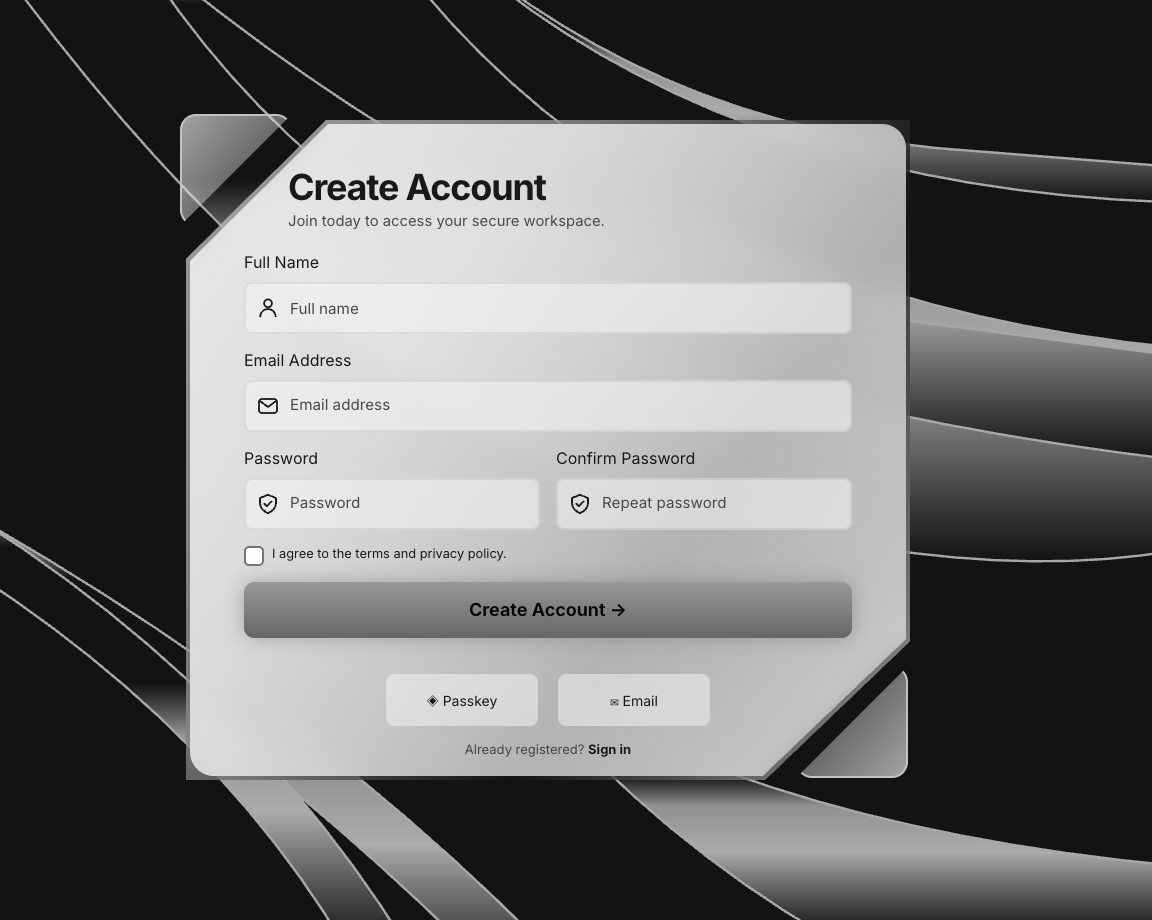 Create Account
Join today to access your secure workspace.
Full Name
Full name
Email Address
Email address
Password
Confirm Password
Password
Repeat password
I agree to the terms and privacy policy.
Create Account →
◈ Passkey
✉ Email
Already registered? Sign in